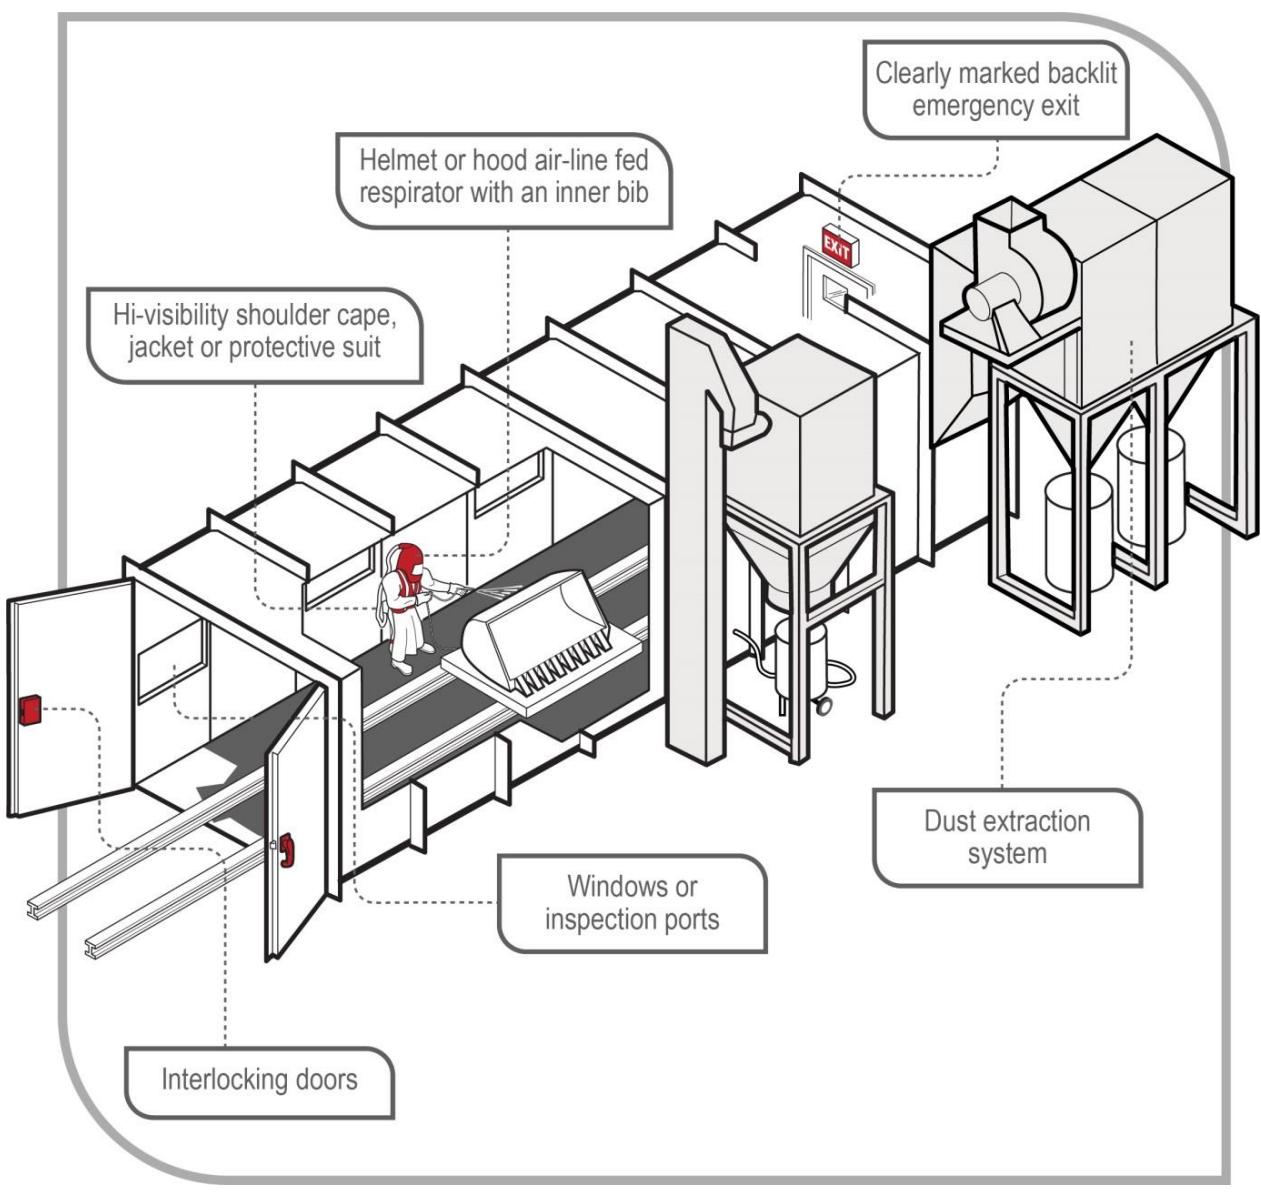 Clearly marked backlit
emergency exit
Helmet or hood air-line fed
respirator with an inner bib
EXiT
Hi-visibility shoulder cape,
jacket or protective suit
Dust extraction
system
Windows or
inspection ports
Interlocking doors